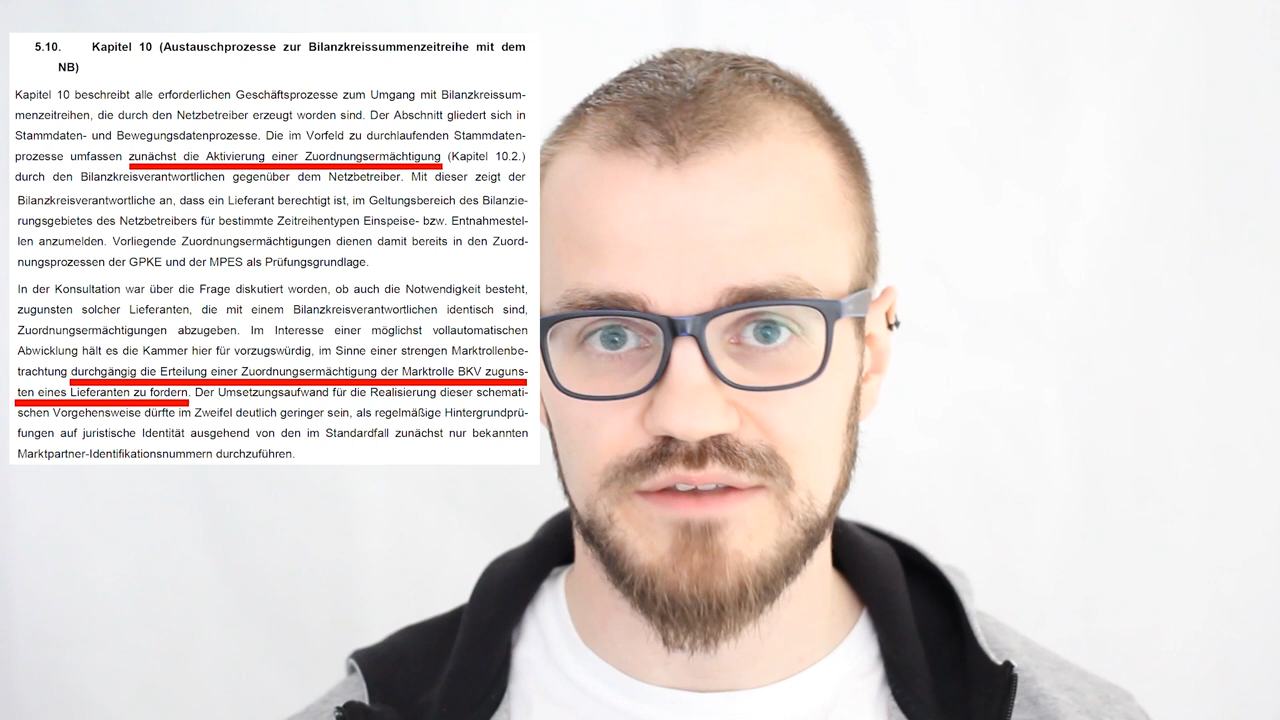 5.10. Kapitel 10 (Austauschprozesse zur Bilanzkreissummenzeitreihe mit dem
NB)
Kapitel 10 beschreibt alle erforderlichen Geschäftsprozesse zum Umgang mit Bilanzkreissum-
menzeitreihen, die durch den Netzbetreiber erzeugt worden sind. Der Abschnitt gliedert sich in
Stammdaten- und Bewegungsdatenprozesse. Die im Vorfeld zu durchlaufenden Stammdaten-
prozesse umfassen zunächst die Aktivierung einer Zuordnungsermächtigung (Kapitel 10.2.)
durch den Bilanzkreisverantwortlichen gegenüber dem Netzbetreiber. Mit dieser zeigt der
Bilanzkreisverantwortliche an, dass ein Lieferant berechtigt ist, im Geltungsbereich des Bilanzie-
rungsgebietes des Netzbetreibers für bestimmte Zeitreihentypen Einspeise- bzw. Entnahmestel-
len anzumelden. Vorliegende Zuordnungsermächtigungen dienen damit bereits in den Zuord-
nungsprozessen der GPKE und der MPES als Prüfungsgrundlage.
In der Konsultation war über die Frage diskutiert worden, ob auch die Notwendigkeit besteht,
zugunsten solcher Lieferanten, die mit einem Bilanzkreisverantwortlichen identisch sind,
Zuordnungsermächtigungen abzugeben. Im Interesse einer möglichst vollautomatischen
Abwicklung hält es die Kammer hier für vorzugswürdig, im Sinne einer strengen Marktrollenbe-
trachtung durchgängig die Erteilung einer Zuordnungsermächtigung der Marktrolle BKV zuguns-
ten eines Lieferanten zu fordern. Der Umsetzungsaufwand für die Realisierung dieser schemati-
schen Vorgehensweise dürfte im Zweifel deutlich geringer sein, als regelmäßige Hintergrundprü-
fungen auf juristische Identität ausgehend von den im Standardfall zunächst nur bekannten
Marktpartner-Identifikationsnummern durchzuführen.